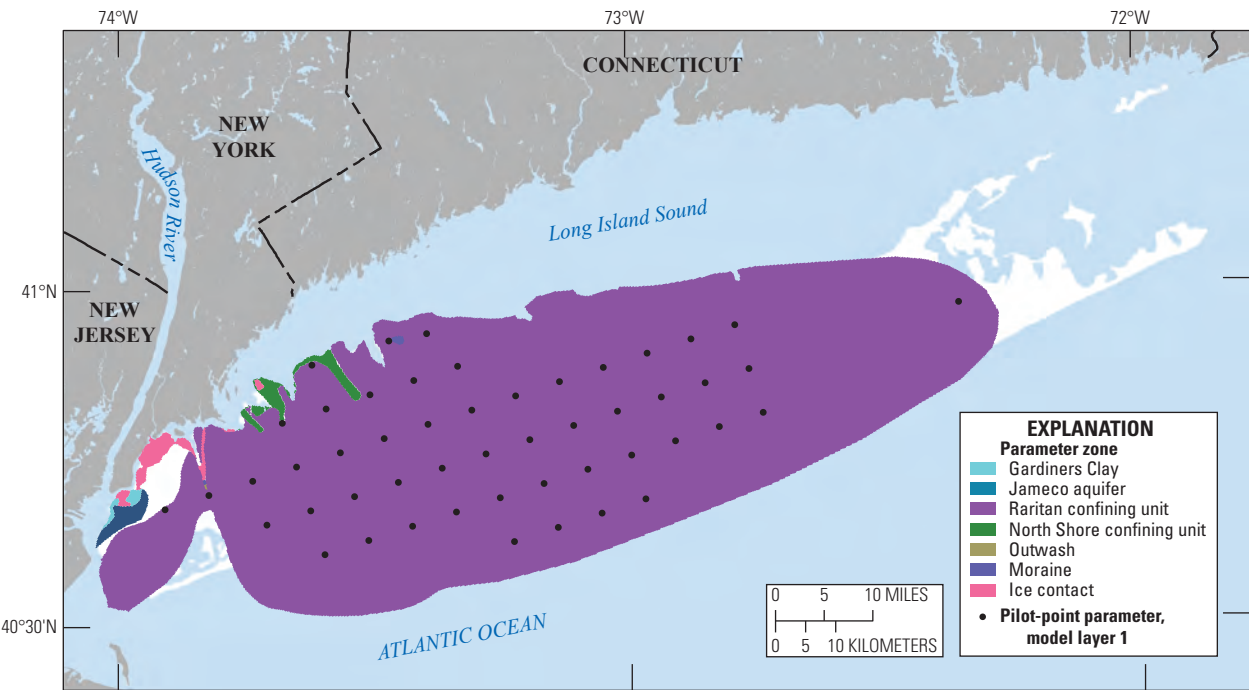 74°W
73°W
72°W
CONNECTICUT
NEW
YORK
Hudson River
Long Island Sound
41°N
NEW
JERSEY
EXPLANATION
Parameter zone
Gardiners Clay
Jameco aquifer
Raritan confining unit
North Shore confining unit
Outwash
Moraine
Ice contact
Pilot-point parameter,
model layer 1
0 5 10 MILES
0 5 10 KILOMETERS
40°30'N
ATLANTIC OCEAN